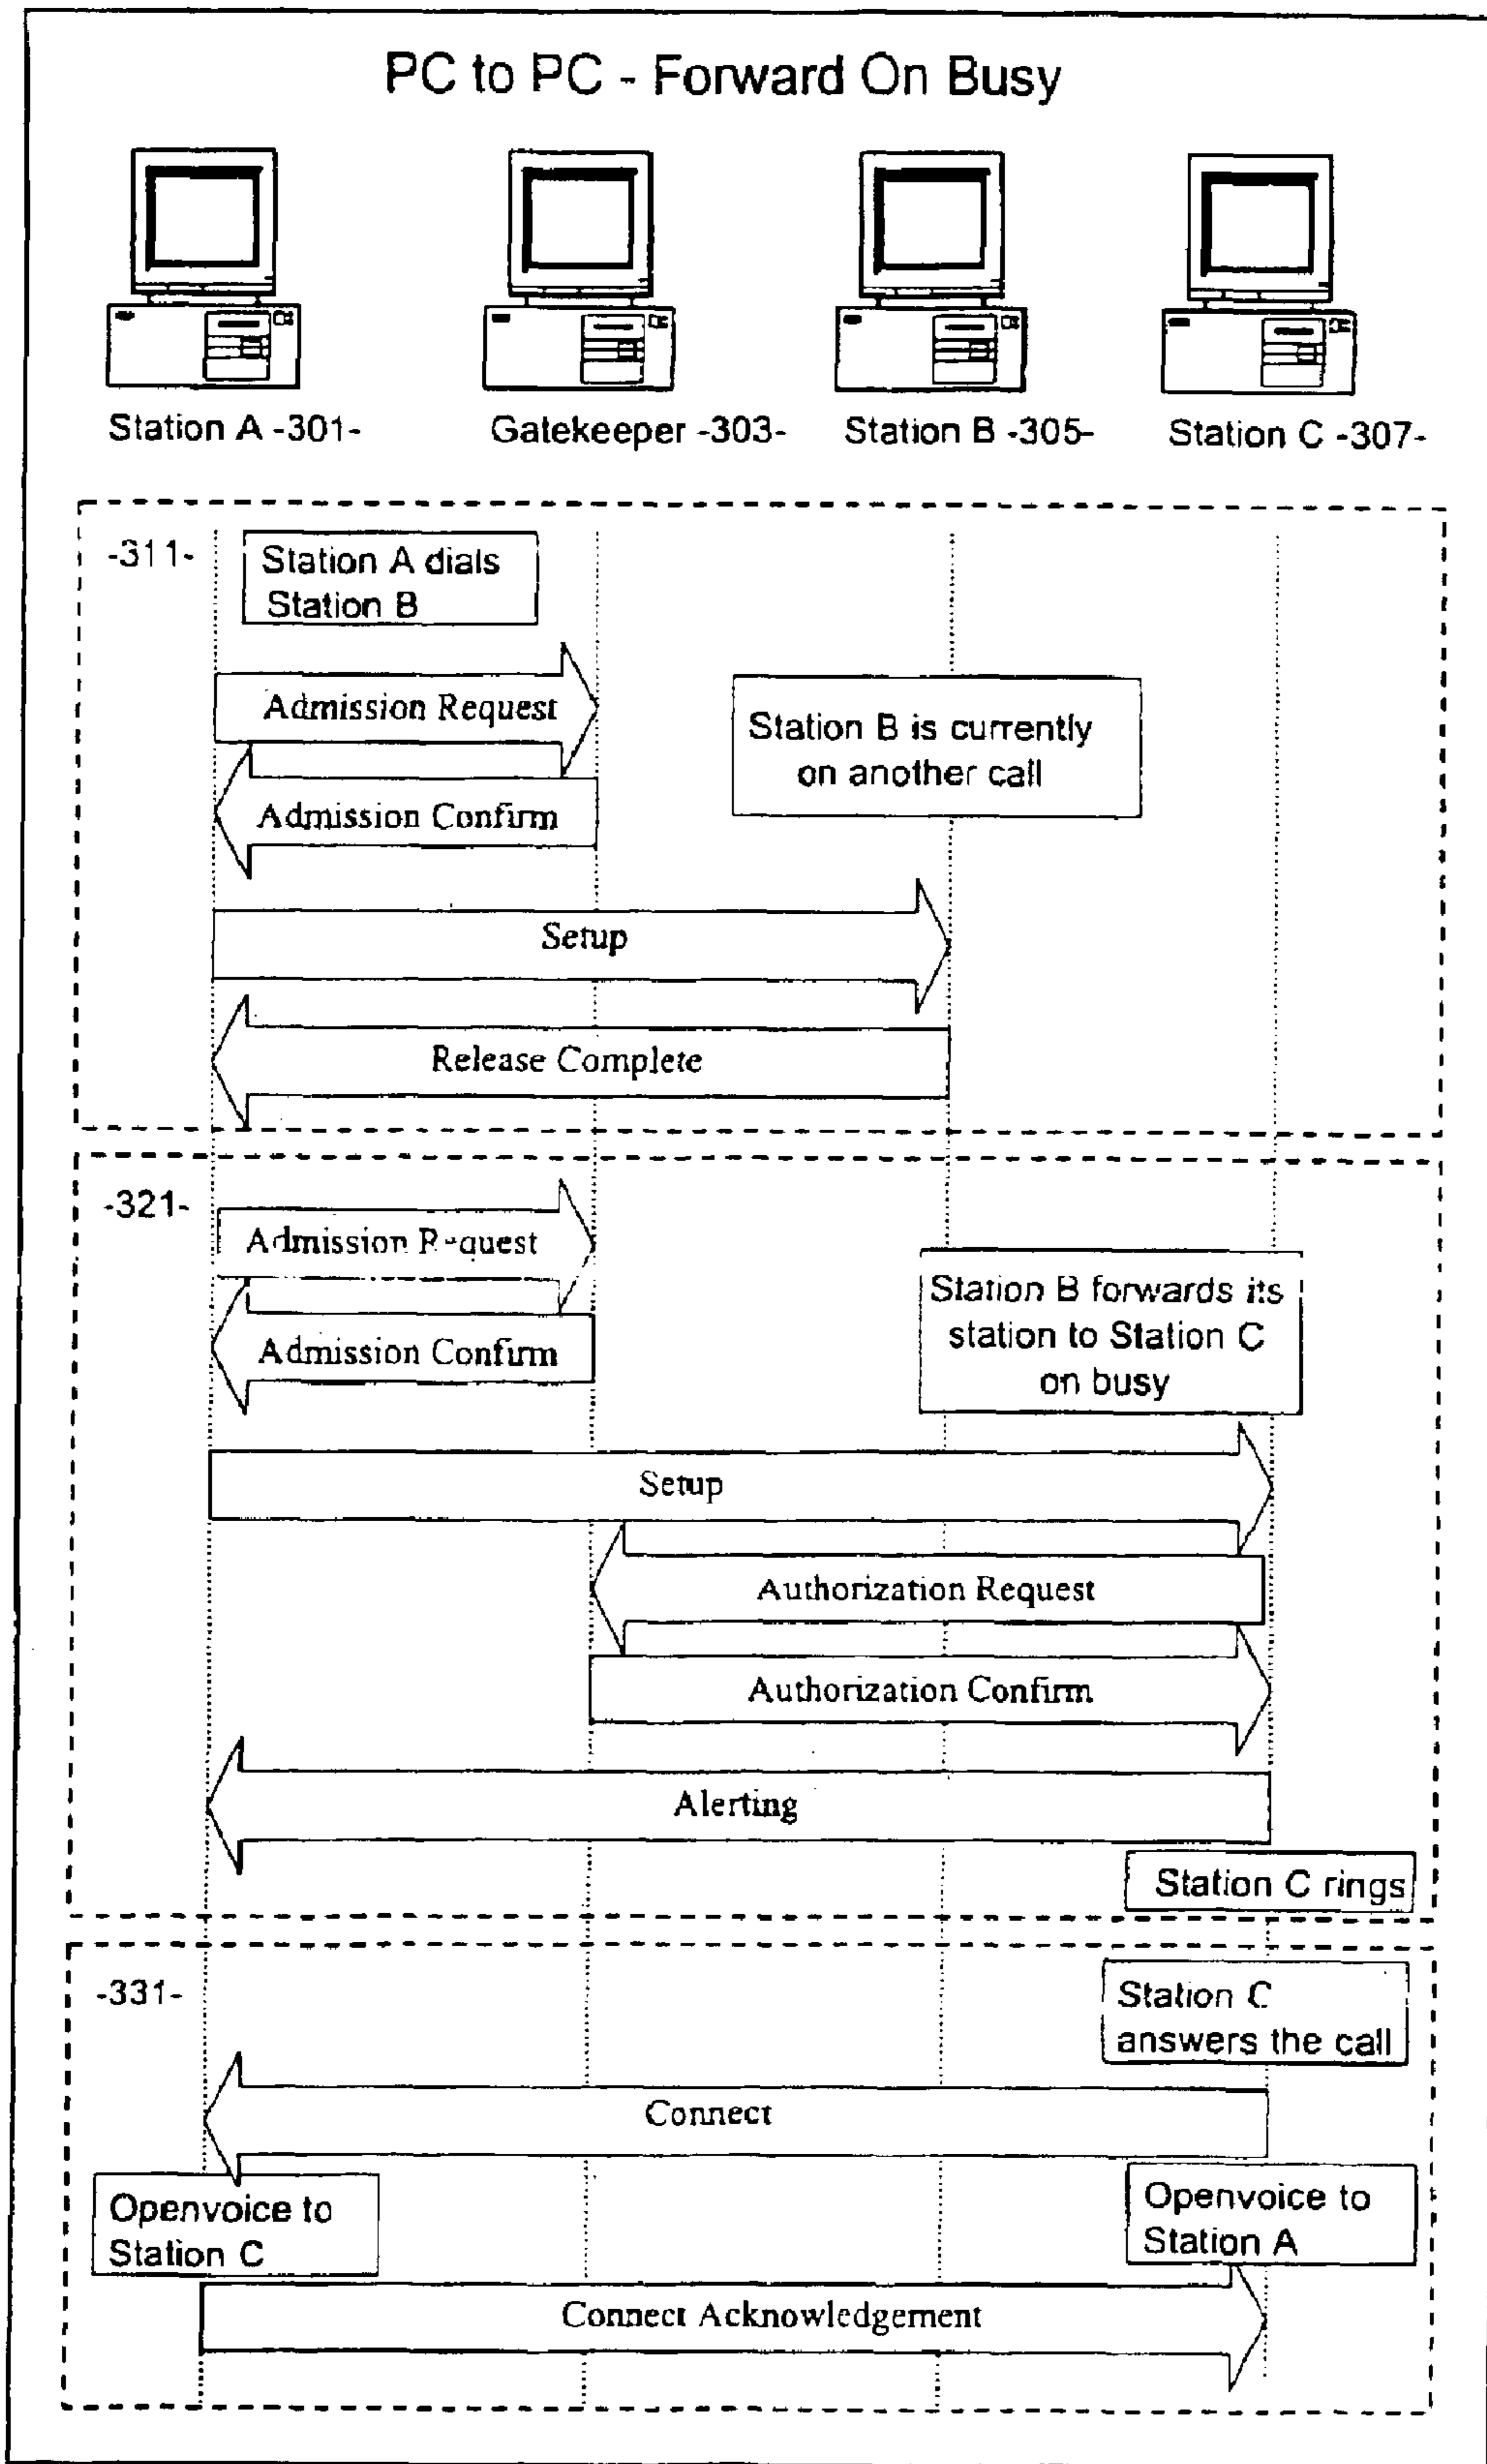 PC to PC - Forward On Busy
Station A -301-
Gatekeeper -303-
Station B -305-
Station C -307-
-311-
Station A dials
Station B
Admission Request
Station B is currently
on another call
Admission Confirm
Setup
Release Complete
-321-
Admission Request
Station B forwards its
station to Station C
on busy
Admission Confirm
Setup
Authorization Request
Authorization Confirm
Alerting
Station C rings
-331-
Station C
answers the call
Connect
Openvoice to
Station C
Openvoice to
Station A
Connect Acknowledgement